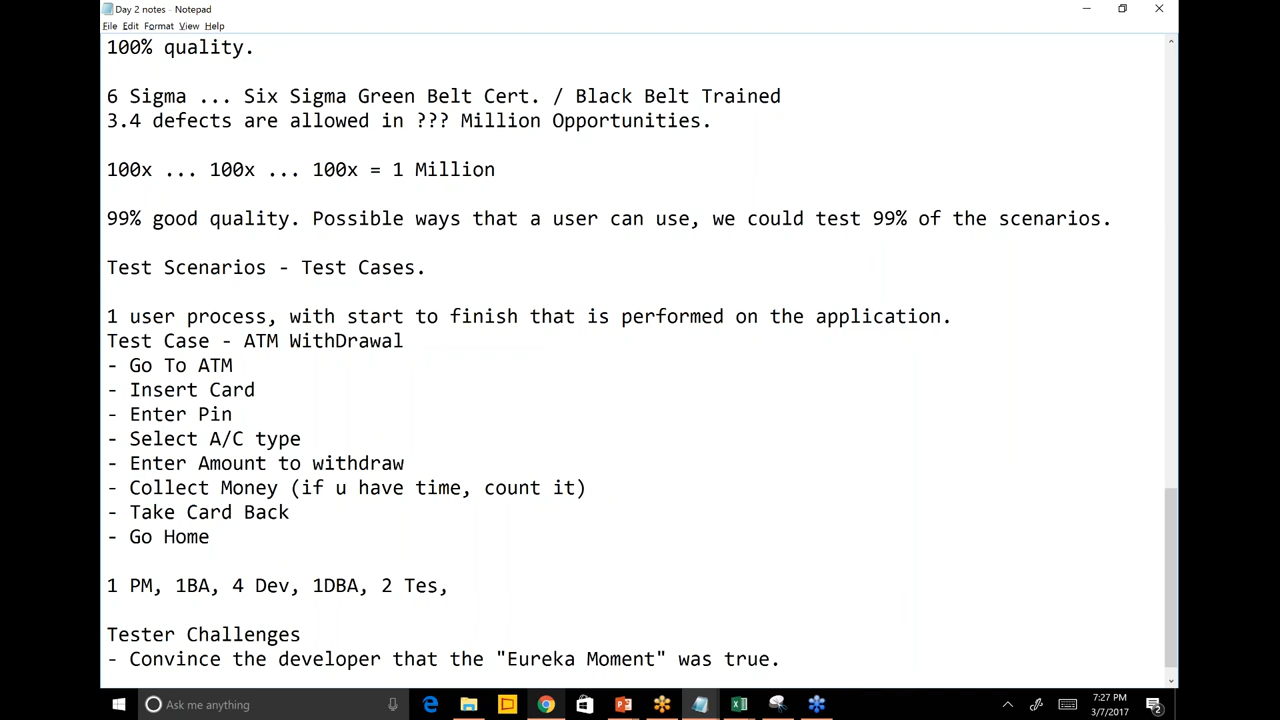 Day 2 notes - Notepad
File Edit Format View Help
100% quality.
6 Sigma ... Six Sigma Green Belt Cert. / Black Belt Trained
3.4 defects are allowed in ??? Million Opportunities.
100x ... 100x ... 100x = 1 Million
99% good quality. Possible ways that a user can use, we could test 99% of the scenarios.
Test Scenarios - Test Cases.
1 user process, with start to finish that is performed on the application.
Test Case - ATM WithDrawal
- Go To ATM
- Insert Card
- Enter Pin
- Select A/C type
- Enter Amount to withdraw
- Collect Money (if u have time, count it)
- Take Card Back
- Go Home
1 PM, 1BA, 4 Dev, 1DBA, 2 Tes,
Tester Challenges
- Convince the developer that the "Eureka Moment" was true.
Ask me anything
7:27 PM
3/7/2017
2